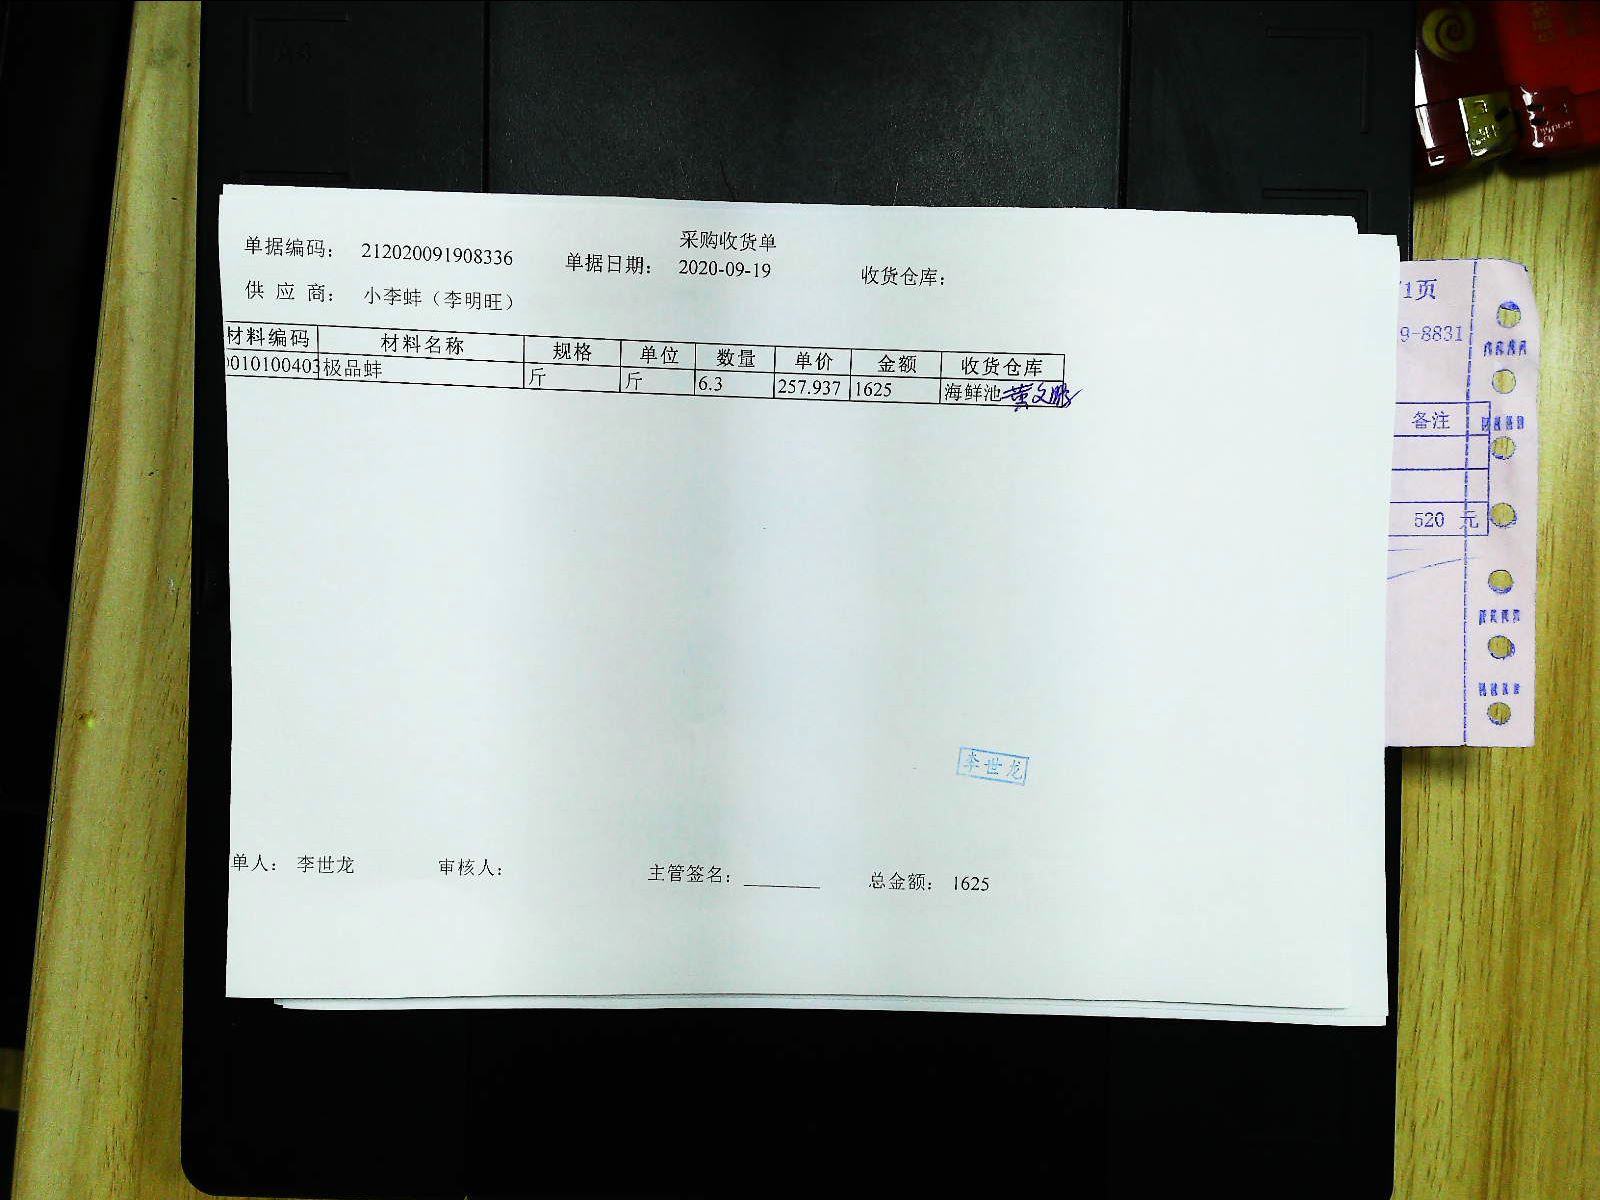 采购收货单
单据编码： 212020091908336 单据日期： 2020-09-19 收货仓库：
供 应 商： 小李蚌（李明旺）
材料编码 材料名称 规格 单位 数量 单价 金额 收货仓库
010100403 极品蚌 斤 斤 6.3 257.937 1625 海鲜池 黄文鹏
李世龙
单人： 李世龙 审核人： 主管签名： 总金额： 1625
1页
9-8831
备注
520 元